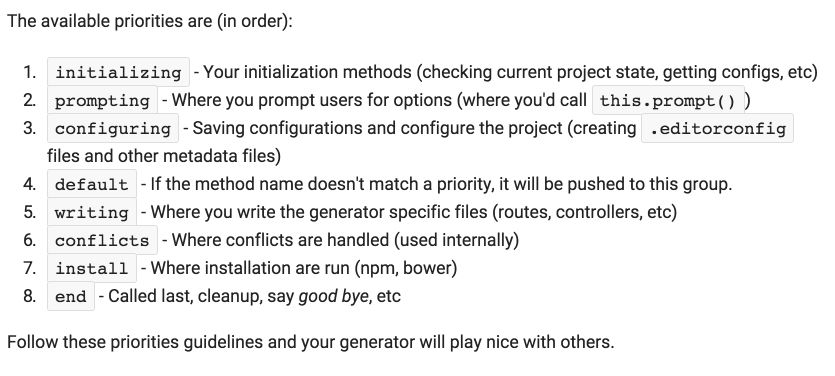 The available priorities are (in order):
1. initializing - Your initialization methods (checking current project state, getting configs, etc)
2. prompting - Where you prompt users for options (where you'd call this.prompt() )
3. configuring - Saving configurations and configure the project (creating .editorconfig
files and other metadata files)
4. default - If the method name doesn't match a priority, it will be pushed to this group.
5. writing - Where you write the generator specific files (routes, controllers, etc)
6. conflicts - Where conflicts are handled (used internally)
7. install - Where installation are run (npm, bower)
8. end - Called last, cleanup, say good bye, etc
Follow these priorities guidelines and your generator will play nice with others.